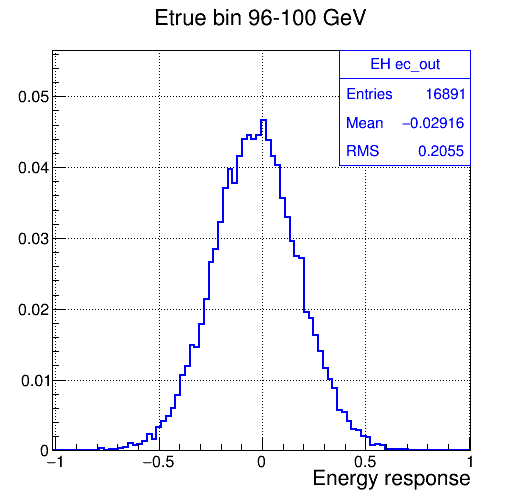 Etrue bin 96-100 GeV
EH ec_out
Entries 16891
Mean −0.02916
RMS 0.2055
0.05
0.04
0.03
0.02
0.01
0
−1 −0.5 0 0.5 1
Energy response